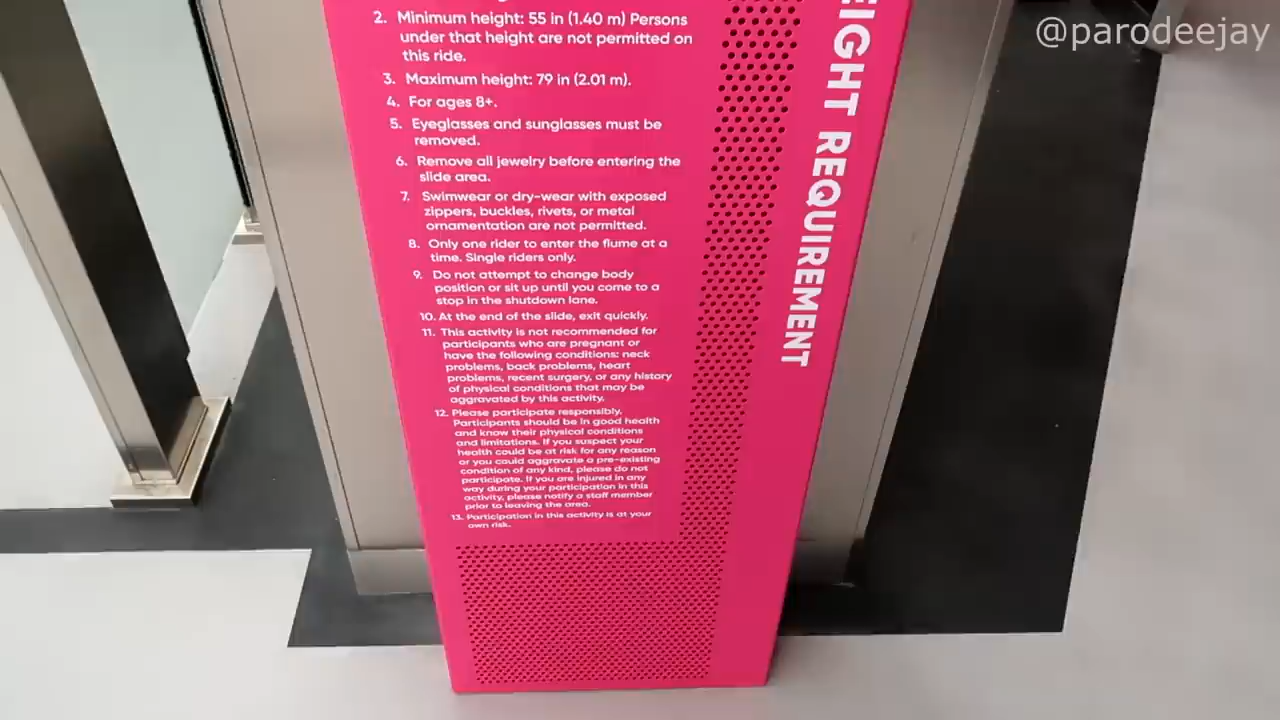 @parodeejay
2. Minimum height: 55 in (1.40 m) Persons
under that height are not permitted on
this ride.
3. Maximum height: 79 in (2.01 m).
4. For ages 8+.
5. Eyeglasses and sunglasses must be
removed.
6. Remove all jewelry before entering the
slide area.
7. Swimwear or dry-wear with exposed
zippers, buckles, rivets, or metal
ornamentation are not permitted.
8. Only one rider to enter the flume at a
time. Single riders only.
9. Do not attempt to change body
position or sit up until you come to a
stop in the shutdown lane.
10. At the end of the slide, exit quickly.
11. This activity is not recommended for
participants who are pregnant or
have the following conditions: neck
problems, back problems, heart
problems, recent surgery, or any history
of physical conditions that may be
aggravated by this activity.
12. Please participate responsibly.
Participants should be in good health
and know their physical conditions
and limitations. If you suspect your
health could be at risk for any reason
or you could aggravate a pre-existing
condition of any kind, please do not
participate. If you are injured in any
way during your participation in this
activity, please notify a staff member
prior to leaving the area.
13. Participation in this activity is at your
own risk.
EIGHT REQUIREMENT